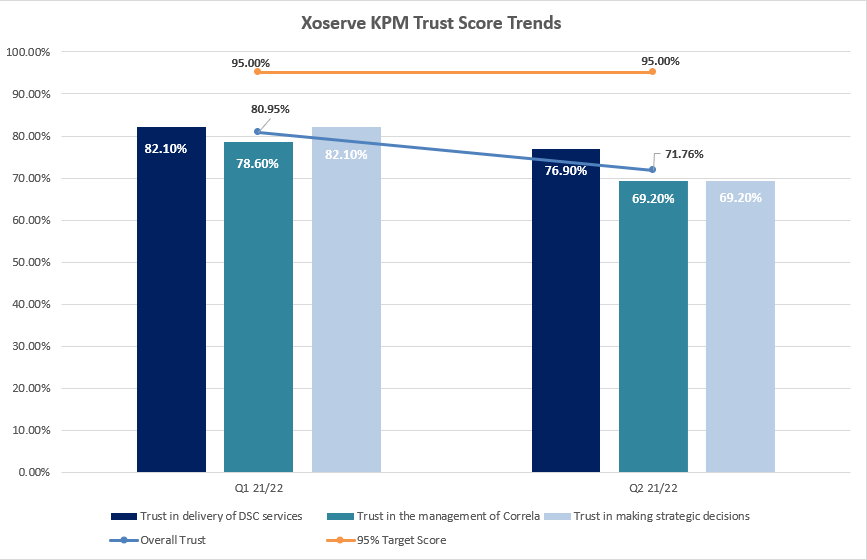 Xoserve KPM Trust Score Trends
100.00%
95.00% 95.00%
90.00%
80.95%
80.00%
82.10% 78.60% 82.10%
71.76%
76.90% 69.20% 69.20%
70.00%
60.00%
50.00%
40.00%
30.00%
20.00%
10.00%
0.00%
Q1 21/22 Q2 21/22
Trust in delivery of DSC services Trust in the management of Correla Trust in making strategic decisions
Overall Trust 95% Target Score